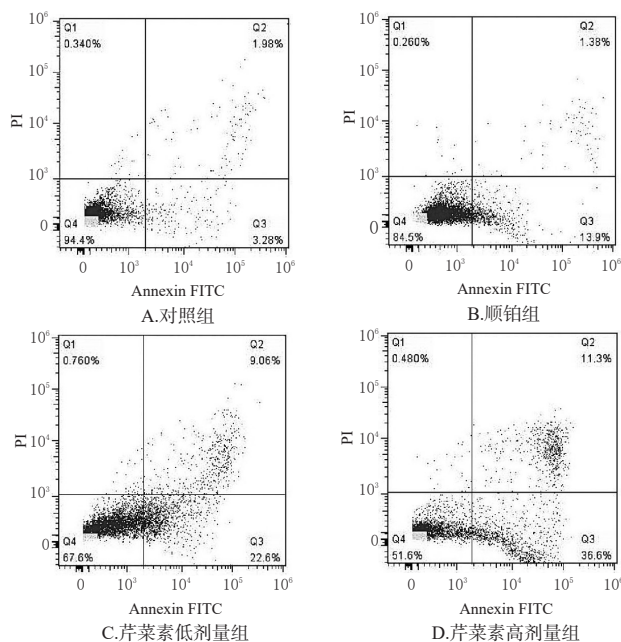 Q1
0.340%
Q2
1.98%
Q4
94.4%
Q3
3.28%
PI
10⁶
10⁵
10⁴
10³
0
0
10³
10⁴
10⁵
10⁶
Annexin FITC
A.对照组
Q1
0.260%
Q2
1.38%
Q4
84.5%
Q3
13.9%
PI
10⁶
10⁵
10⁴
10³
0
0
10³
10⁴
10⁵
10⁶
Annexin FITC
B.顺铂组
Q1
0.760%
Q2
9.06%
Q4
67.6%
Q3
22.6%
PI
10⁶
10⁵
10⁴
10³
0
0
10³
10⁴
10⁵
10⁶
Annexin FITC
C.芹菜素低剂量组
Q1
0.480%
Q2
11.3%
Q4
51.6%
Q3
36.6%
PI
10⁶
10⁵
10⁴
10³
0
0
10³
10⁴
10⁵
10⁶
Annexin FITC
D.芹菜素高剂量组